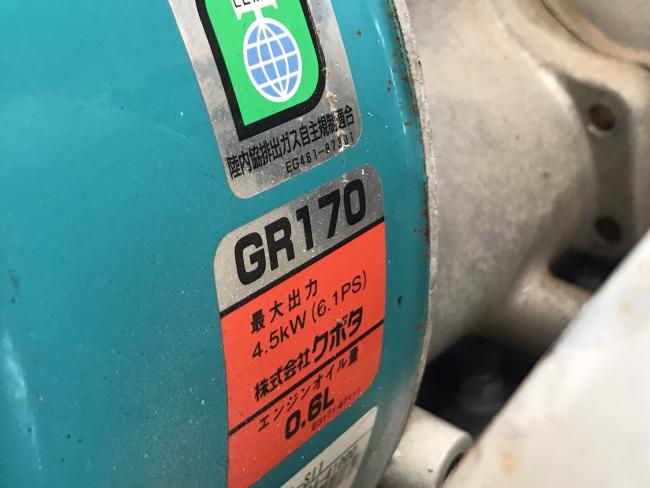 陸内協排出ガス自主規制適合
GR170
最大出力
4.5kW(6.1PS)
株式会社クボタ
エンジンオイル量
0.6L